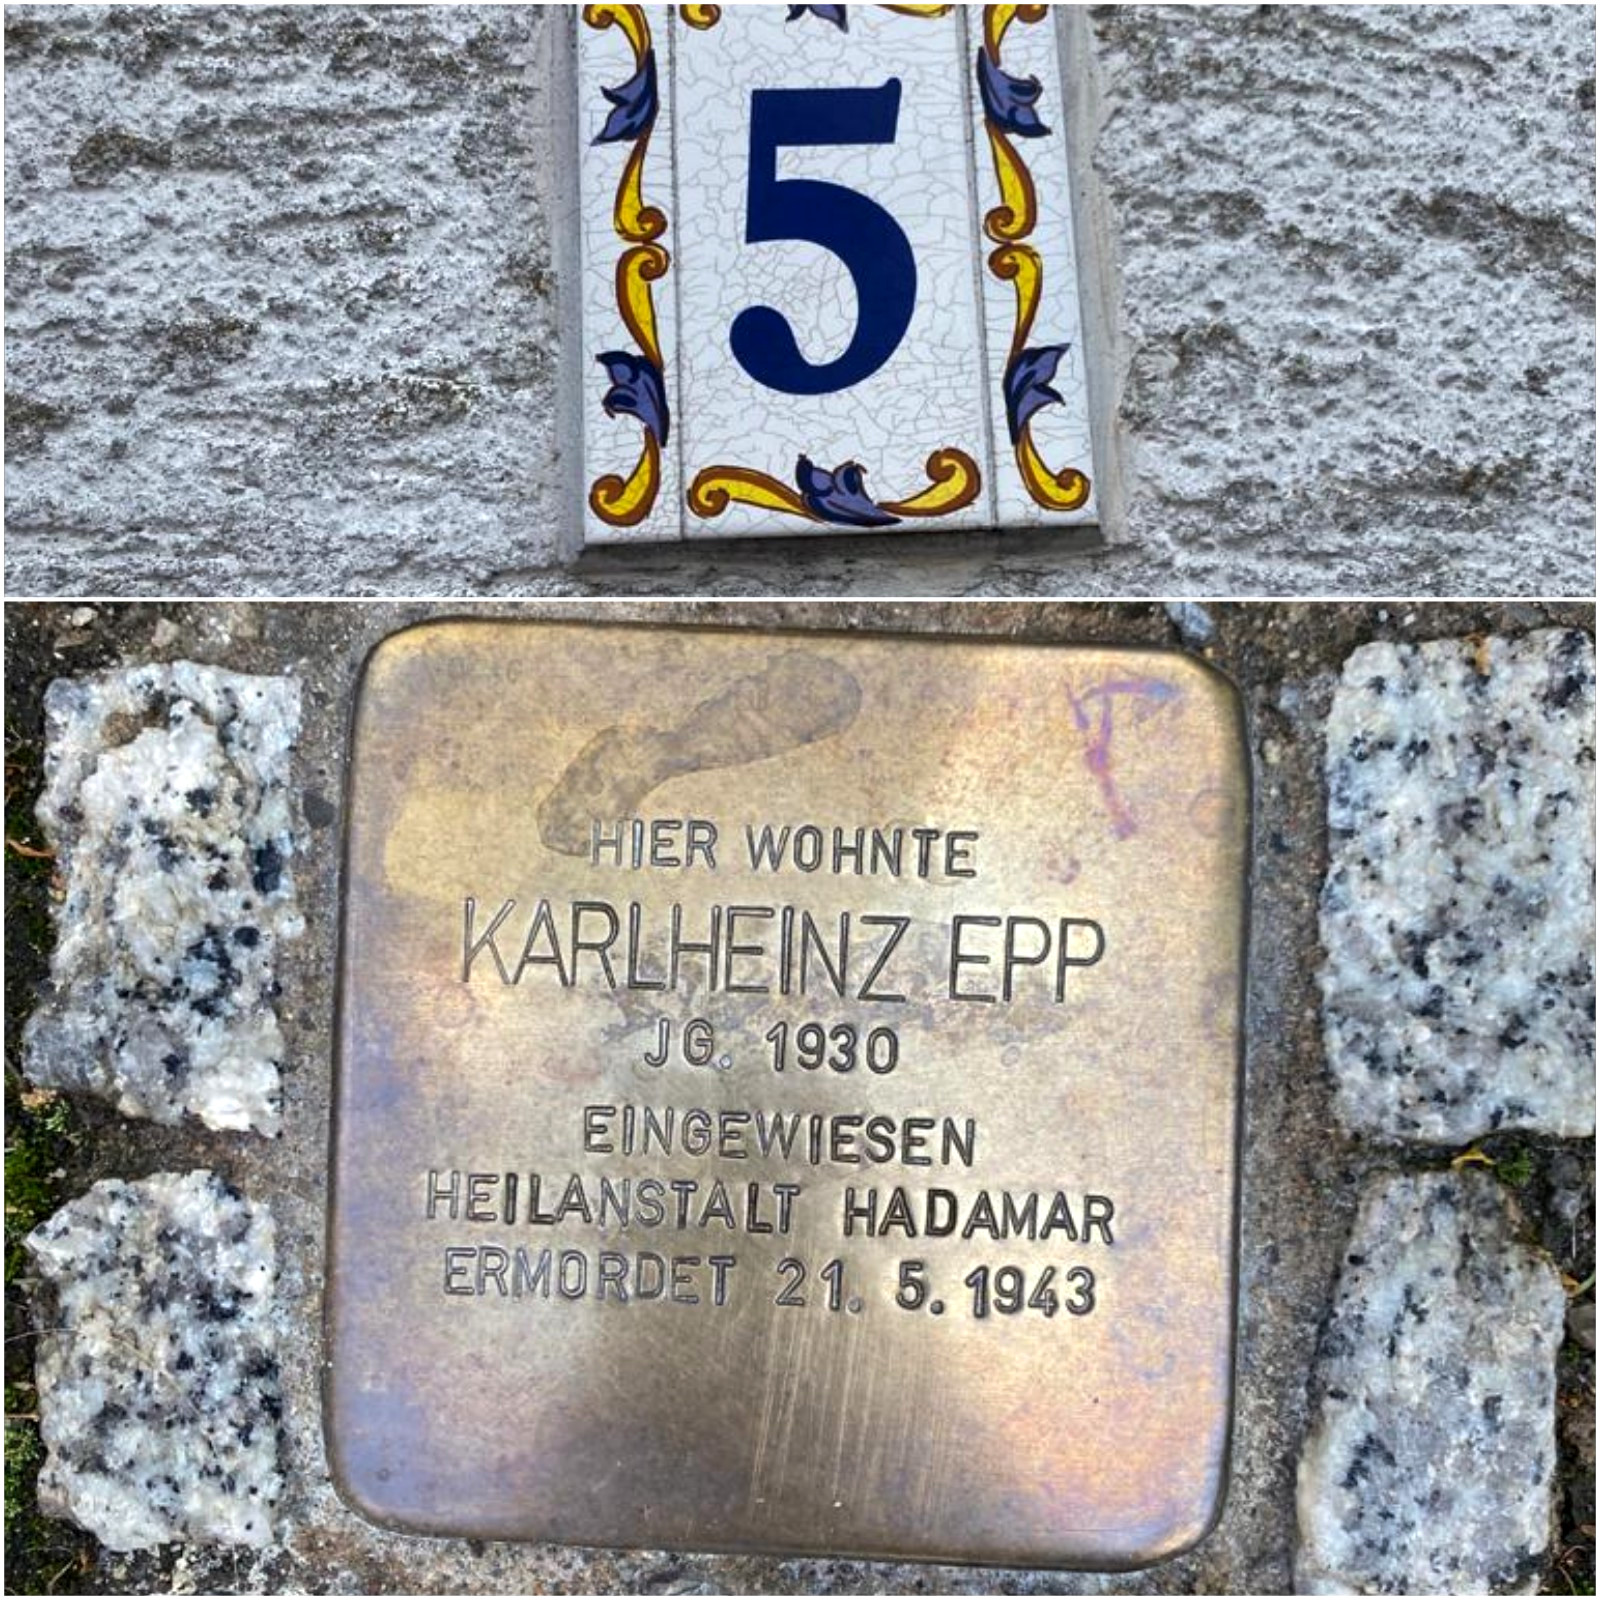 5
HIER WOHNTE
KARLHEINZ EPP
JG. 1930
EINGEWIESEN
HEILANSTALT HADAMAR
ERMORDET 21. 5. 1943